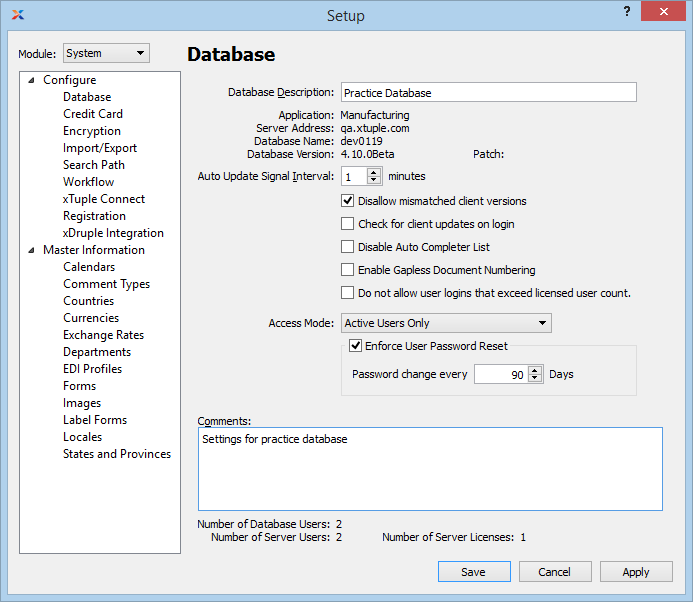 Setup
?
Module: System
Configure
Database
Credit Card
Encryption
Import/Export
Search Path
Workflow
xTuple Connect
Registration
xDruple Integration
Master Information
Calendars
Comment Types
Countries
Currencies
Exchange Rates
Departments
EDI Profiles
Forms
Images
Label Forms
Locales
States and Provinces
Database
Database Description: Practice Database
Application: Manufacturing
Server Address: qa.xtuple.com
Database Name: dev0119
Database Version: 4.10.0Beta Patch:
Auto Update Signal Interval: 1 minutes
Disallow mismatched client versions
Check for client updates on login
Disable Auto Completer List
Enable Gapless Document Numbering
Do not allow user logins that exceed licensed user count.
Access Mode: Active Users Only
Enforce User Password Reset
Password change every 90 Days
Comments:
Settings for practice database
Number of Database Users: 2
Number of Server Users: 2 Number of Server Licenses: 1
Save Cancel Apply